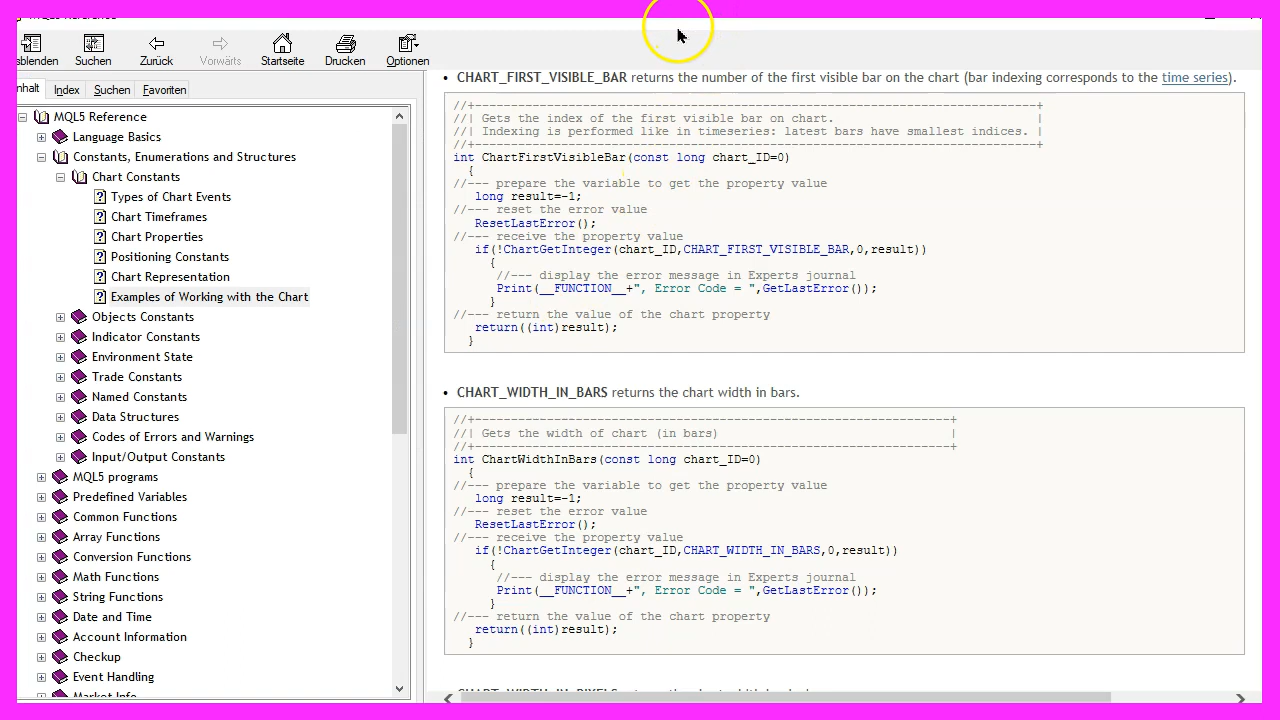 blenden
Suchen
Zurück
Vorwärts
Startseite
Drucken
Optionen
nhalt
Index
Suchen
Favoriten
MQL5 Reference
Language Basics
Constants, Enumerations and Structures
Chart Constants
Types of Chart Events
Chart Timeframes
Chart Properties
Positioning Constants
Chart Representation
Examples of Working with the Chart
Objects Constants
Indicator Constants
Environment State
Trade Constants
Named Constants
Data Structures
Codes of Errors and Warnings
Input/Output Constants
MQL5 programs
Predefined Variables
Common Functions
Array Functions
Conversion Functions
Math Functions
String Functions
Date and Time
Account Information
Checkup
Event Handling
Market Info
• CHART_FIRST_VISIBLE_BAR returns the number of the first visible bar on the chart (bar indexing corresponds to the time series).
//+------------------------------------------------------------------------------+
//| Gets the index of the first visible bar on chart. |
//| Indexing is performed like in timeseries: latest bars have smallest indices. |
//+------------------------------------------------------------------------------+
int ChartFirstVisibleBar(const long chart_ID=0)
{
//--- prepare the variable to get the property value
long result=-1;
//--- reset the error value
ResetLastError();
//--- receive the property value
if(!ChartGetInteger(chart_ID,CHART_FIRST_VISIBLE_BAR,0,result))
{
//--- display the error message in Experts journal
Print(__FUNCTION__+", Error Code = ",GetLastError());
}
//--- return the value of the chart property
return((int)result);
}
• CHART_WIDTH_IN_BARS returns the chart width in bars.
//+------------------------------------------------------------------+
//| Gets the width of chart (in bars) |
//+------------------------------------------------------------------+
int ChartWidthInBars(const long chart_ID=0)
{
//--- prepare the variable to get the property value
long result=-1;
//--- reset the error value
ResetLastError();
//--- receive the property value
if(!ChartGetInteger(chart_ID,CHART_WIDTH_IN_BARS,0,result))
{
//--- display the error message in Experts journal
Print(__FUNCTION__+", Error Code = ",GetLastError());
}
//--- return the value of the chart property
return((int)result);
}